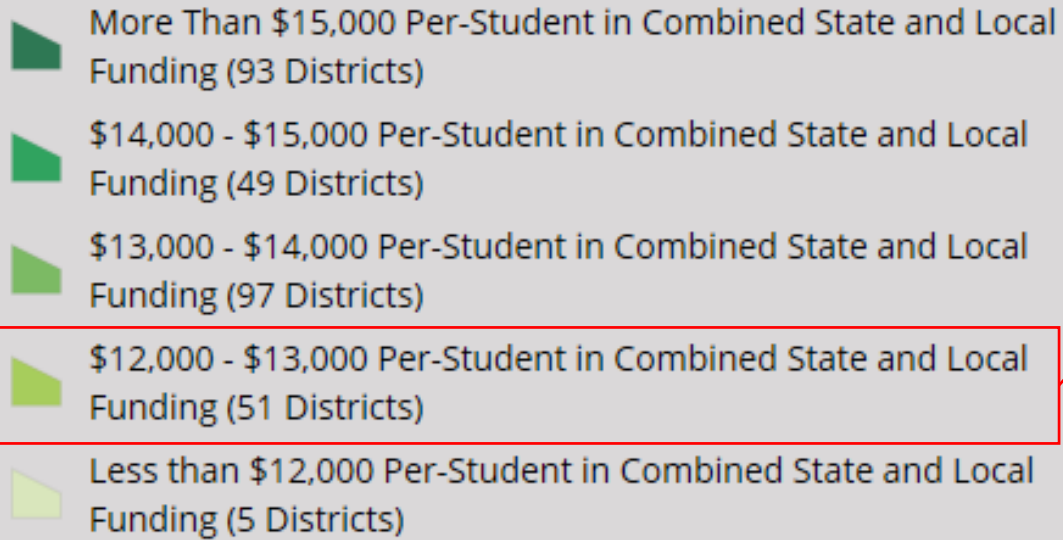 More Than $15,000 Per-Student in Combined State and Local
Funding (93 Districts)
$14,000 - $15,000 Per-Student in Combined State and Local
Funding (49 Districts)
$13,000 - $14,000 Per-Student in Combined State and Local
Funding (97 Districts)
$12,000 - $13,000 Per-Student in Combined State and Local
Funding (51 Districts)
Less than $12,000 Per-Student in Combined State and Local
Funding (5 Districts)